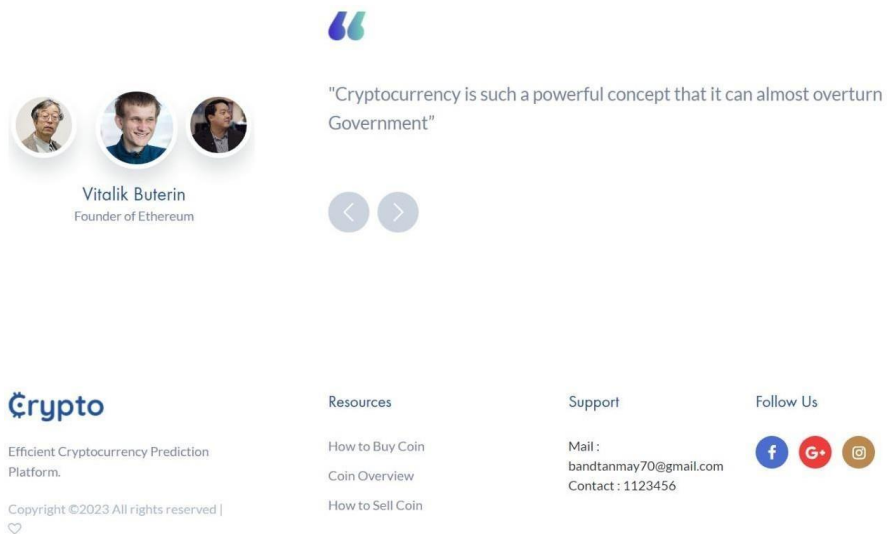 "Cryptocurrency is such a powerful concept that it can almost overturn
Government”
Vitalik Buterin
Founder of Ethereum
Crypto
Efficient Cryptocurrency Prediction
Platform.
Copyright ©2023 All rights reserved |
Resources
How to Buy Coin
Coin Overview
How to Sell Coin
Support
Mail :
bandtanmay70@gmail.com
Contact : 1123456
Follow Us
f
G+